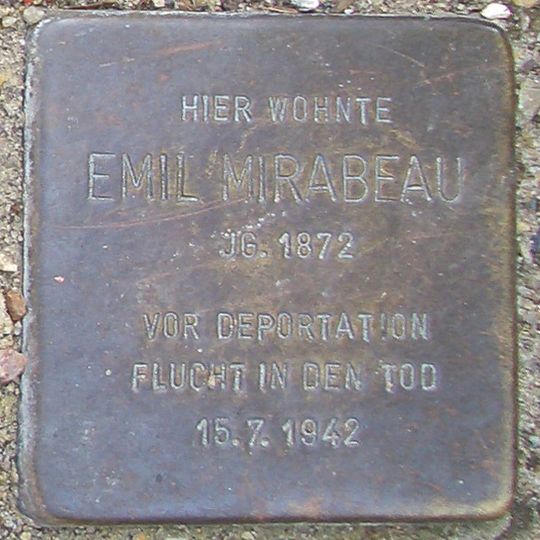 HIER WOHNTE
EMIL MIRABEAU
JG. 1872
VOR DEPORTATION
FLUCHT IN DEN TOD
15.7. 1942